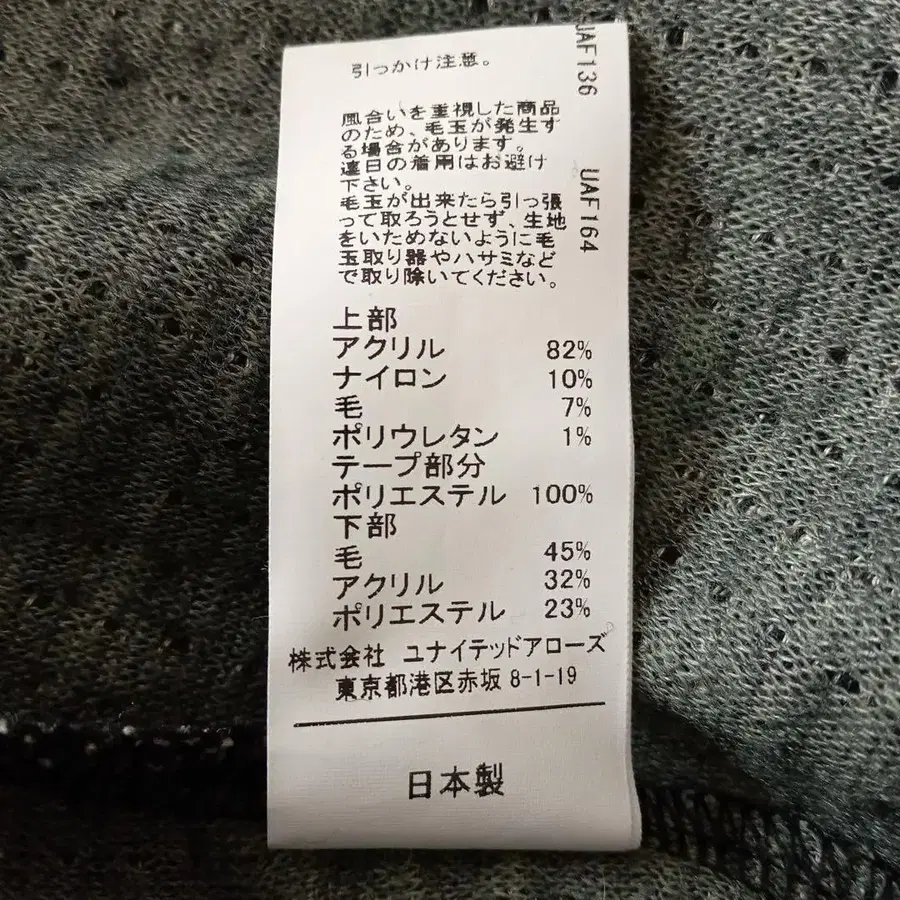 引っかけ注意。
風合いを重視した商品
のため、毛玉が発生す
る場合があります。
連日の着用はお避け
下さい。
毛玉が出来たら引っ張
って取ろうとせず、生地
をいためないように毛
玉取り器やハサミなど
で取り除いてください。
上部
アクリル 82%
ナイロン 10%
毛 7%
ポリウレタン 1%
テープ部分
ポリエステル 100%
下部
毛 45%
アクリル 32%
ポリエステル 23%
株式会社 ユナイテッドアローズ
東京都港区赤坂 8-1-19
日本製
UAF136
UAF164